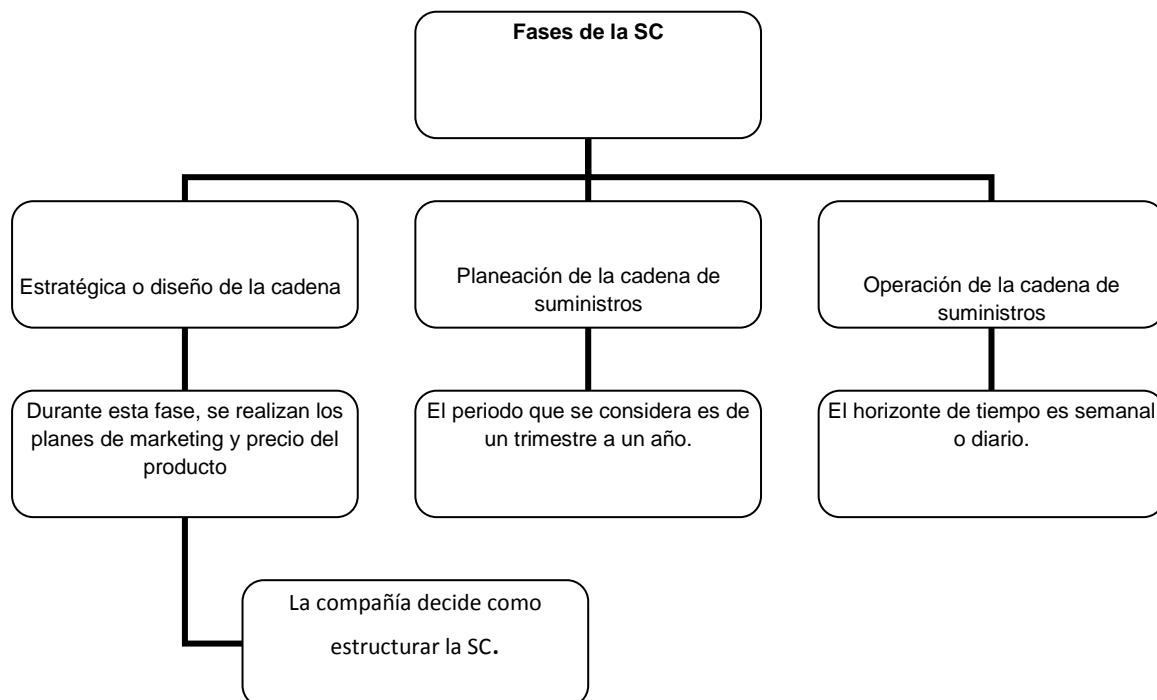 Fases de la SC
Estratégica o diseño de la cadena
Planeación de la cadena de
suministros
Operación de la cadena de
suministros
Durante esta fase, se realizan los
planes de marketing y precio del
producto
El periodo que se considera es de
un trimestre a un año.
El horizonte de tiempo es semanal
o diario.
La compañía decide como
estructurar la SC.